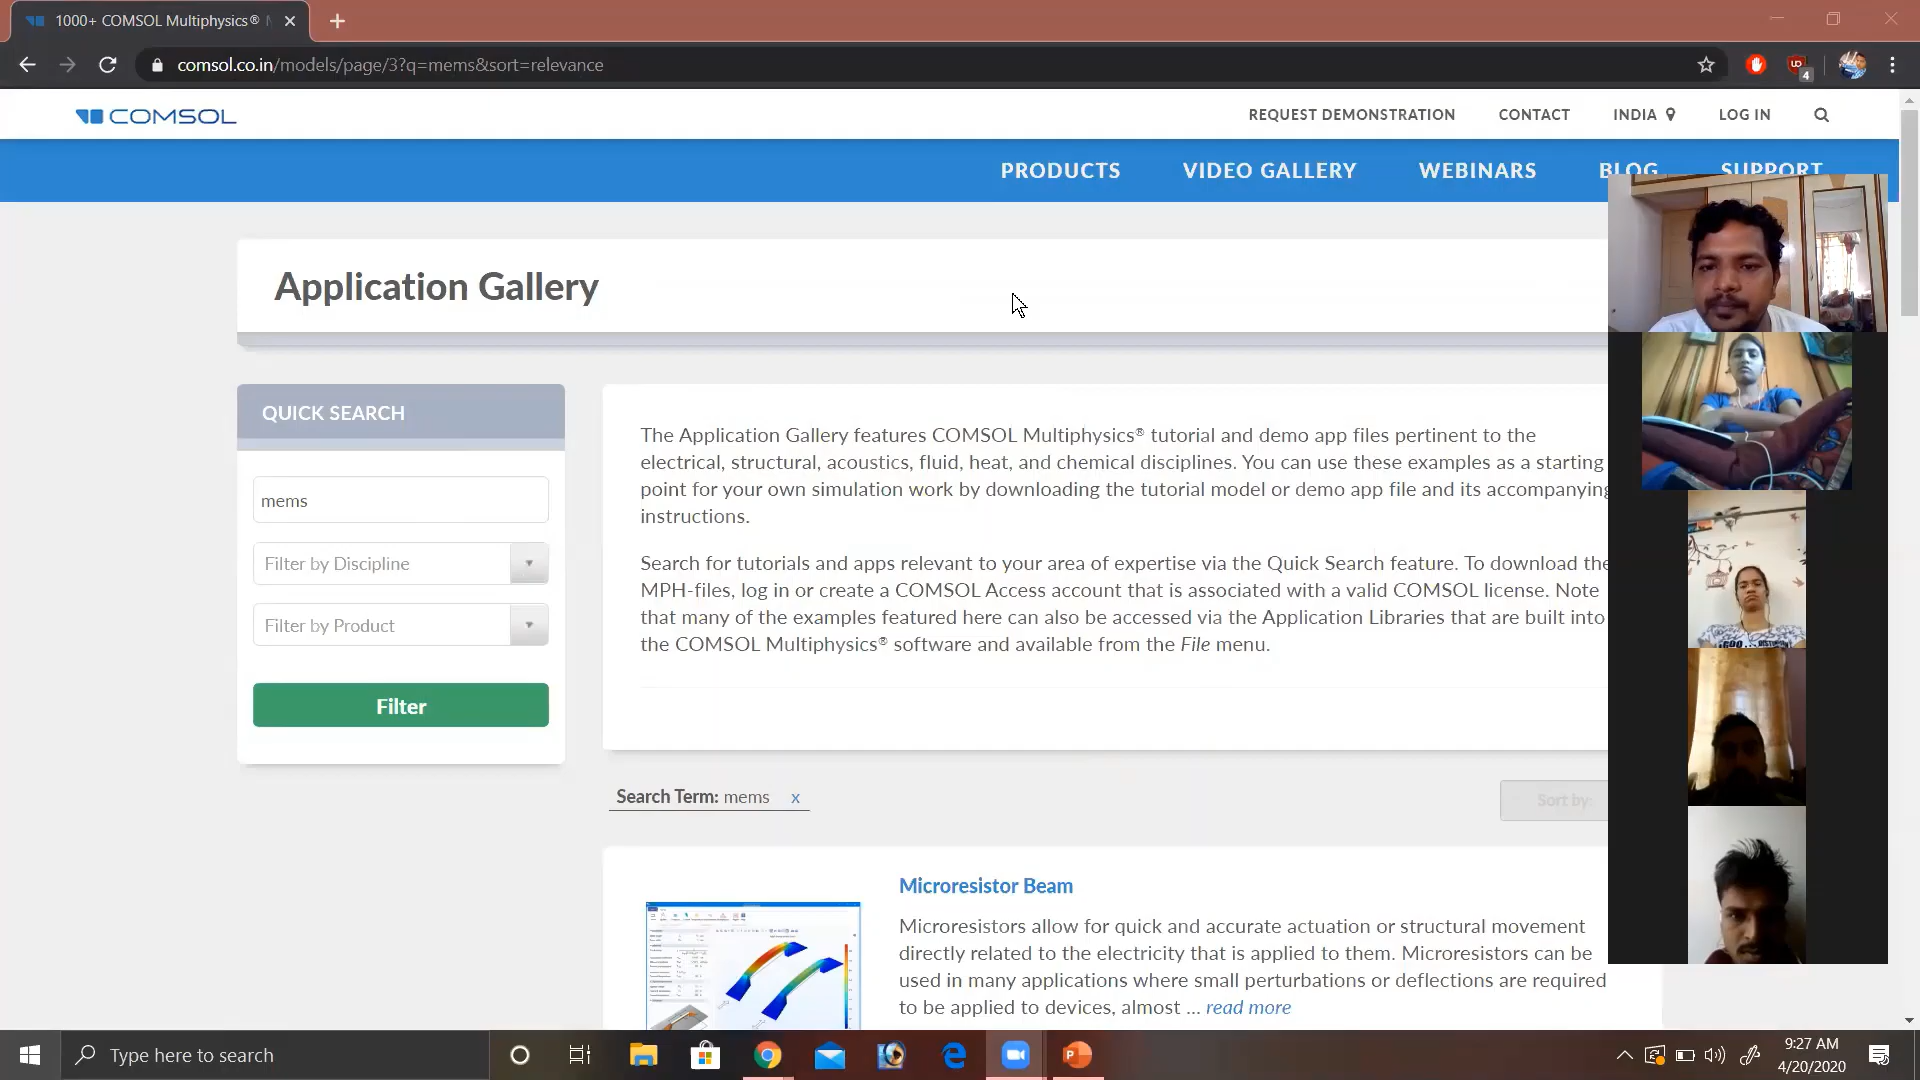 1000+ COMSOL Multiphysics®
comsol.co.in/models/page/3?q=mems&sort=relevance
4
COMSOL
REQUEST DEMONSTRATION CONTACT INDIA LOG IN
PRODUCTS VIDEO GALLERY WEBINARS BLOG SUPPORT
Application Gallery
QUICK SEARCH
mems
Filter by Discipline
Filter by Product
Filter
The Application Gallery features COMSOL Multiphysics® tutorial and demo app files pertinent to the
electrical, structural, acoustics, fluid, heat, and chemical disciplines. You can use these examples as a starting
point for your own simulation work by downloading the tutorial model or demo app file and its accompanying
instructions.
Search for tutorials and apps relevant to your area of expertise via the Quick Search feature. To download the
MPH-files, log in or create a COMSOL Access account that is associated with a valid COMSOL license. Note
that many of the examples featured here can also be accessed via the Application Libraries that are built into
the COMSOL Multiphysics® software and available from the File menu.
Search Term: mems x
Sort by:
Microresistor Beam
Microresistors allow for quick and accurate actuation or structural movement
directly related to the electricity that is applied to them. Microresistors can be
used in many applications where small perturbations or deflections are required
to be applied to devices, almost ... read more
Type here to search
9:27 AM
4/20/2020